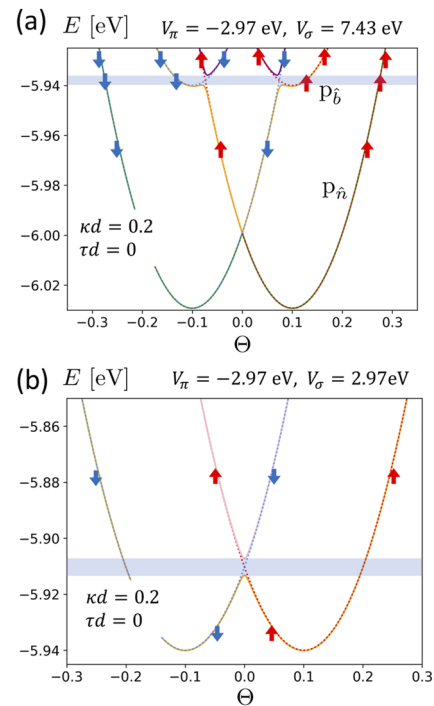 (a) E [eV] V_π = −2.97 eV, V_σ = 7.43 eV
−5.94
−5.96
−5.98
−6.00
−6.02
p_b̂
p_n̂
κd = 0.2
τd = 0
−0.3 −0.2 −0.1 0.0 0.1 0.2 0.3
Θ
(b) E [eV] V_π = −2.97 eV, V_σ = 2.97eV
−5.86
−5.88
−5.90
−5.92
−5.94
κd = 0.2
τd = 0
−0.3 −0.2 −0.1 0.0 0.1 0.2 0.3
Θ